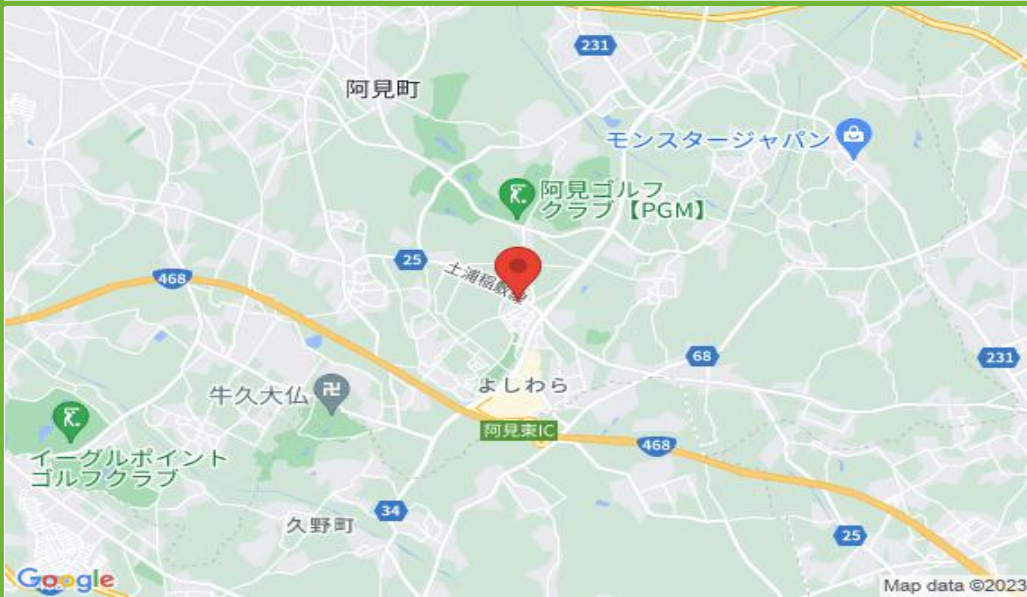 231
阿見町
モンスタージャパン
阿見ゴルフ
クラブ【PGM】
25
土浦稲敷線
468
68
231
よしわら
牛久大仏
阿見東IC
468
イーグルポイント
ゴルフクラブ
34
久野町
25
Google
Map data ©2023